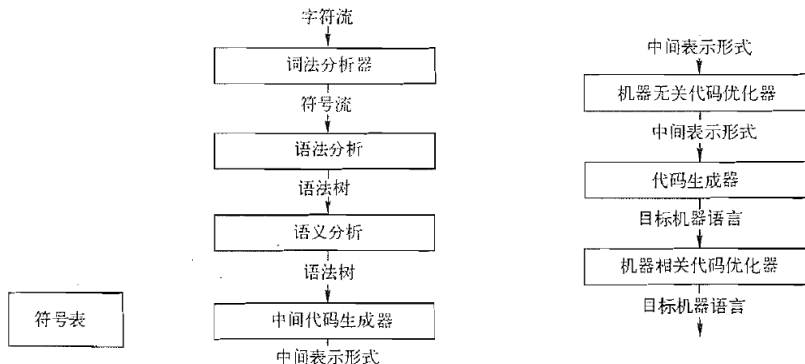 字符流
词法分析器
符号流
语法分析
语法树
语义分析
语法树
中间代码生成器
中间表示形式
符号表
中间表示形式
机器无关代码优化器
中间表示形式
代码生成器
目标机器语言
机器相关代码优化器
目标机器语言